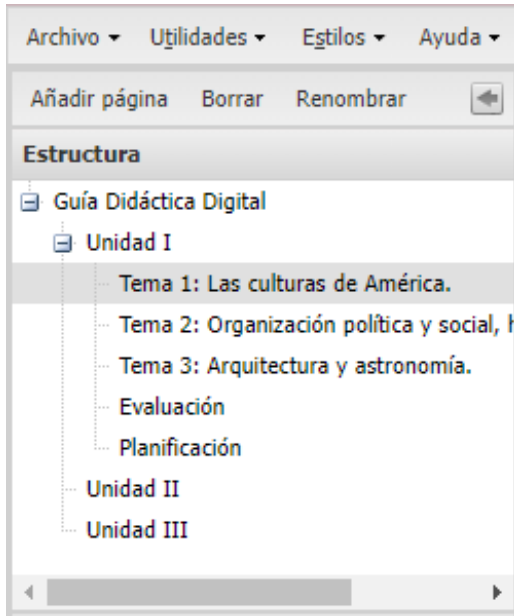 Archivo Utilidades Estilos Ayuda
Añadir página Borrar Renombrar
Estructura
Guía Didáctica Digital
Unidad I
Tema 1: Las culturas de América.
Tema 2: Organización política y social,
Tema 3: Arquitectura y astronomía.
Evaluación
Planificación
Unidad II
Unidad III